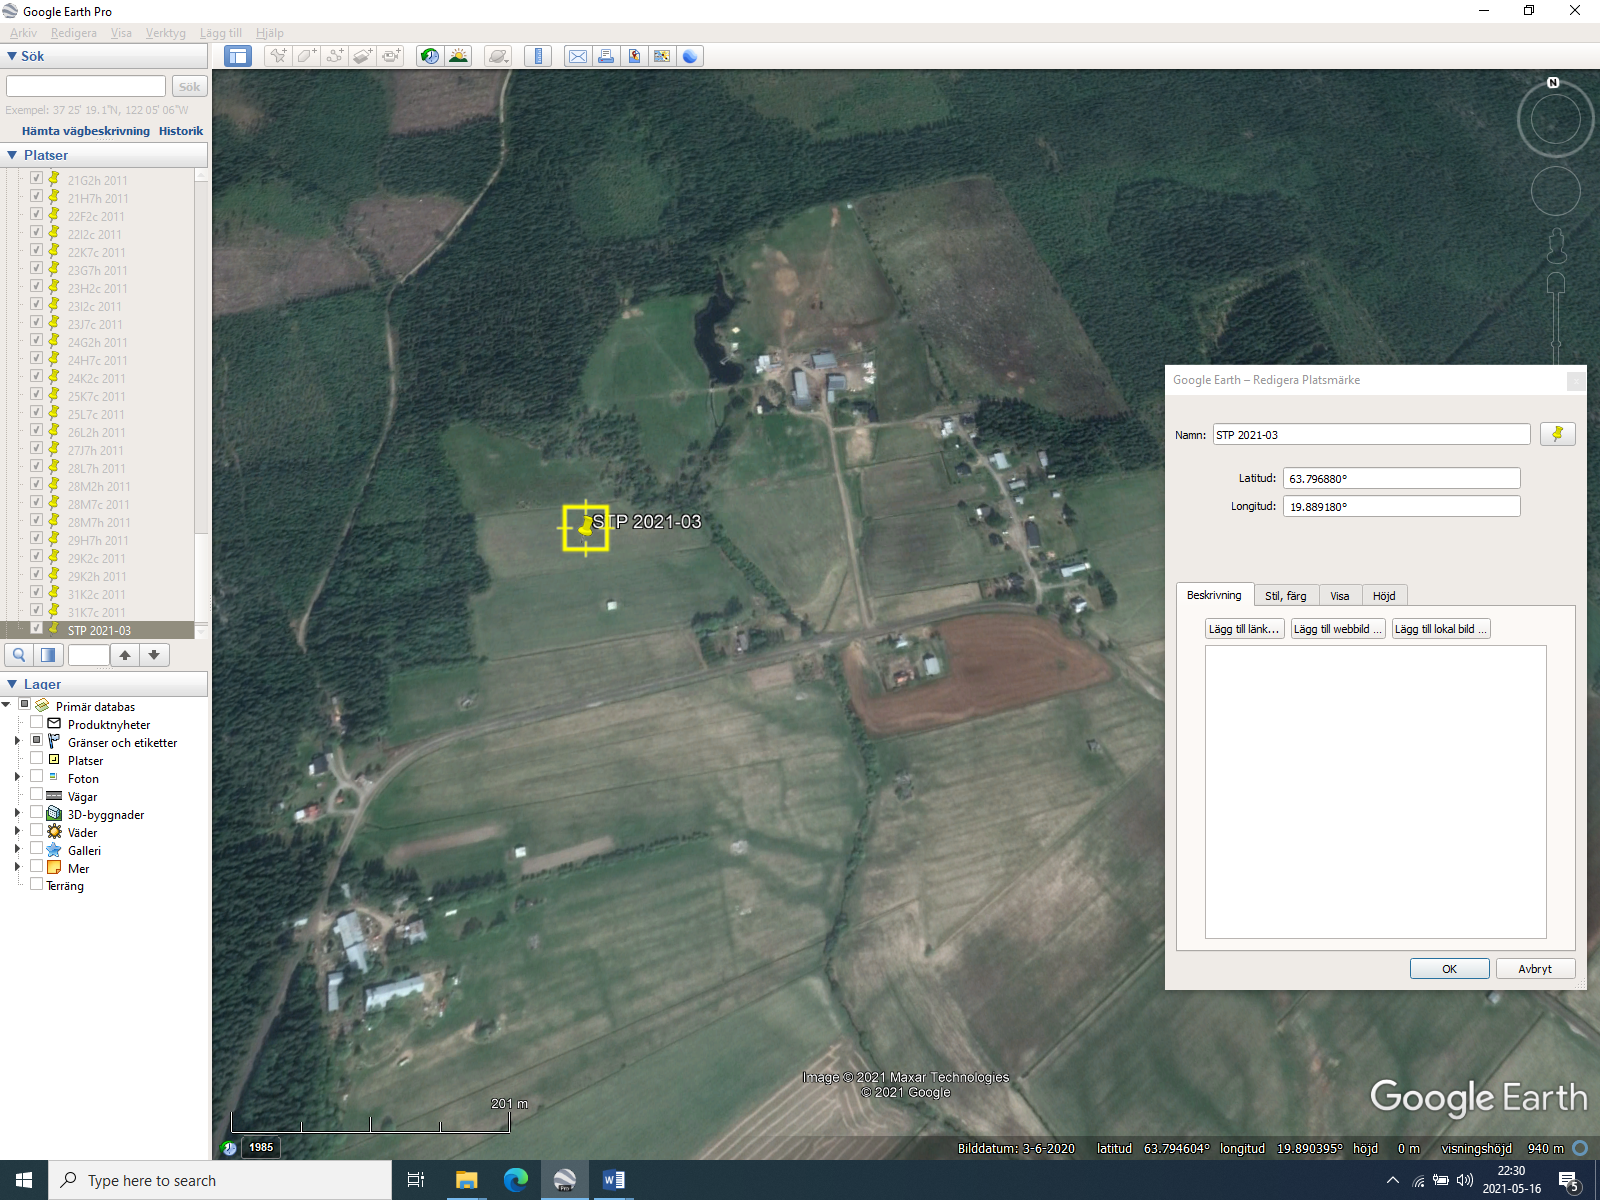 Google Earth Pro
Arkiv Redigera Visa Verktyg Lägg till Hjälp
Sök
Sök
Exempel: 37 25' 19.1"N, 122 05' 06"W
Hämta vägbeskrivning Historik
Platser
21G2h 2011
21H7h 2011
22F2c 2011
22I2c 2011
22K7c 2011
23G7h 2011
23H2c 2011
23I2c 2011
23J7c 2011
24G2h 2011
24H7c 2011
24K2c 2011
25K7c 2011
25L7c 2011
26L2h 2011
27J7h 2011
28L7h 2011
28M2h 2011
28M7c 2011
28M7h 2011
29H7h 2011
29K2c 2011
29K2h 2011
31K2c 2011
31K7c 2011
STP 2021-03
Lager
Primär databas
Produktnyheter
Gränser och etiketter
Platser
Foton
Vägar
3D-byggnader
Väder
Galleri
Mer
Terräng
N
STP 2021-03
Google Earth – Redigera Platsmärke
Namn: STP 2021-03
Latitud: 63.796880°
Longitud: 19.889180°
Beskrivning Stil, färg Visa Höjd
Lägg till länk... Lägg till webbild ... Lägg till lokal bild ...
OK Avbryt
Image © 2021 Maxar Technologies
© 2021 Google
Google Earth
201 m
1985
Bilddatum: 3-6-2020 latitud 63.794604° longitud 19.890395° höjd 0 m visningshöjd 940 m
Type here to search
Pro
W
22:30
2021-05-16
5